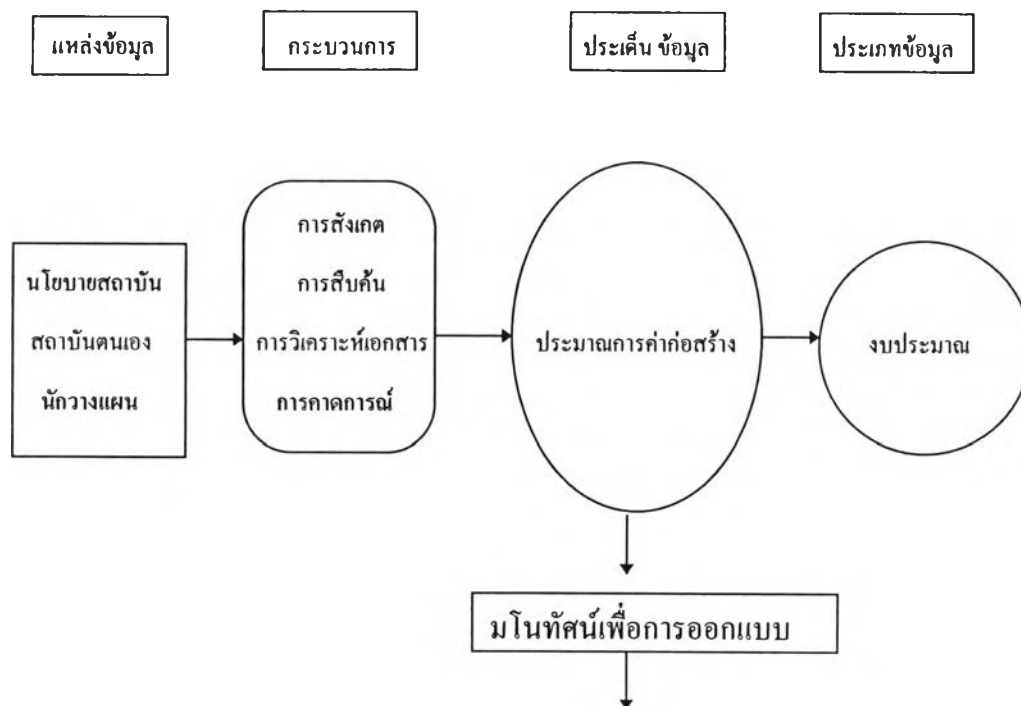 แหล่งข้อมูล
กระบวนการ
ประเด็น ข้อมูล
ประเภทข้อมูล
นโยบายสถาบัน
สถาบันตนเอง
นักวางแผน
การสังเกต
การสืบค้น
การวิเคราะห์เอกสาร
การคาดการณ์
ประมาณการค่าก่อสร้าง
งบประมาณ
มโนทัศน์เพื่อการออกแบบ